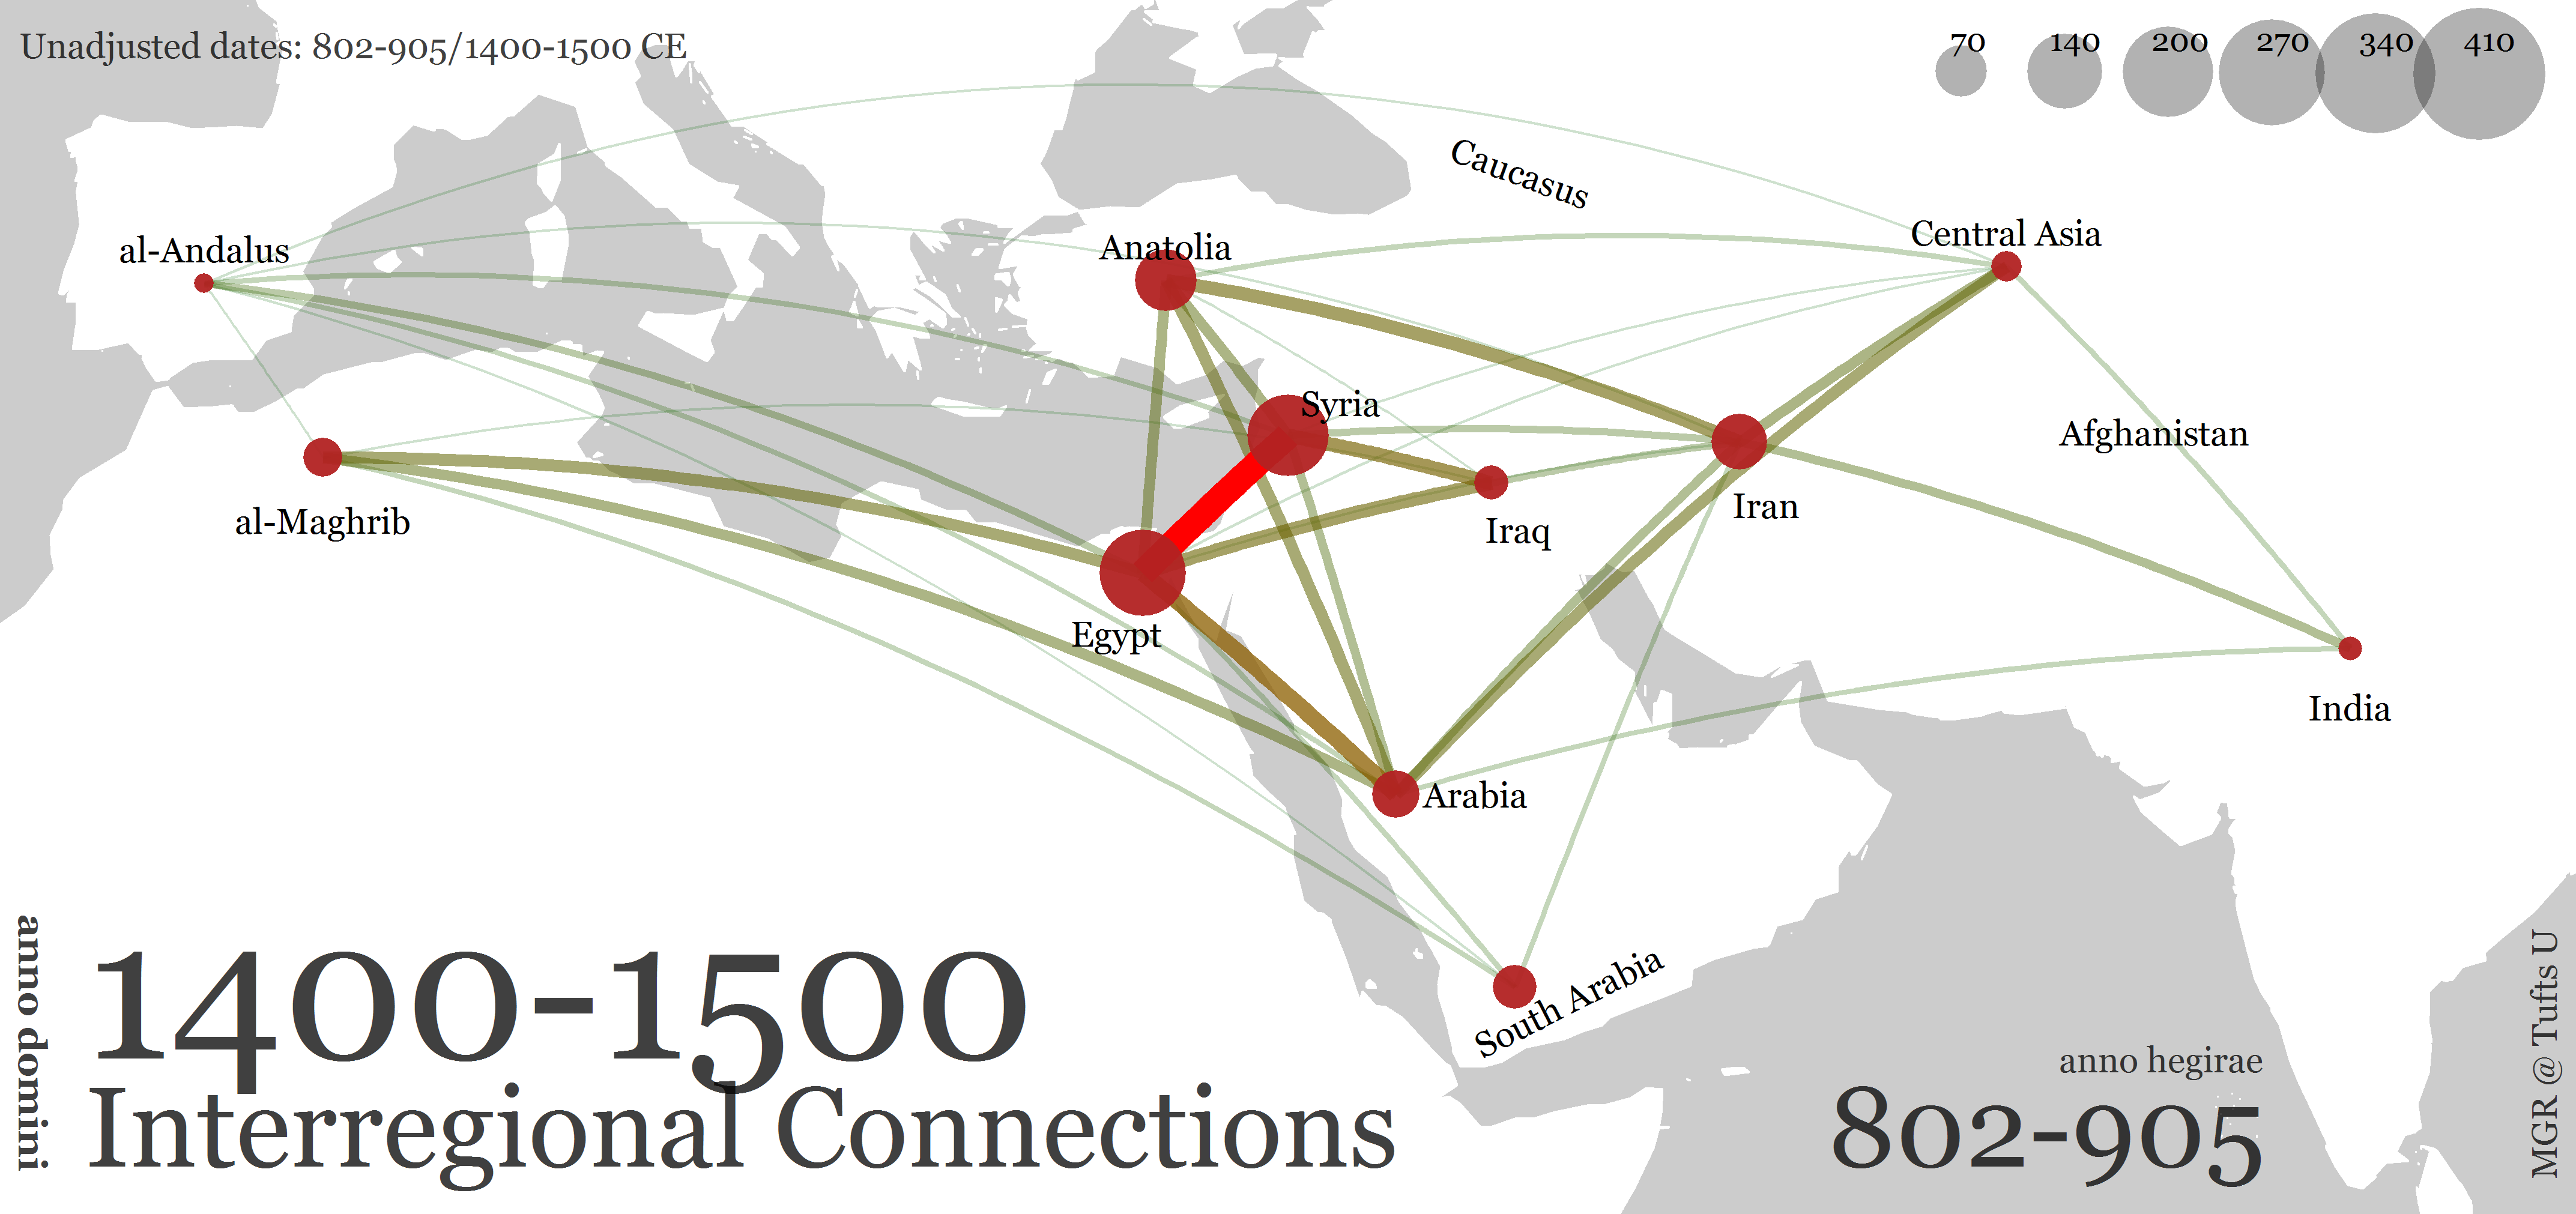 Unadjusted dates: 802-905/1400-1500 CE
70 140 200 270 340 410
Caucasus
al-Andalus
Anatolia
Central Asia
Syria
Afghanistan
al-Maghrib
Iraq
Iran
Egypt
India
Arabia
South Arabia
anno domini
1400-1500
Interregional Connections
anno hegirae
802-905
MGR @ Tufts U